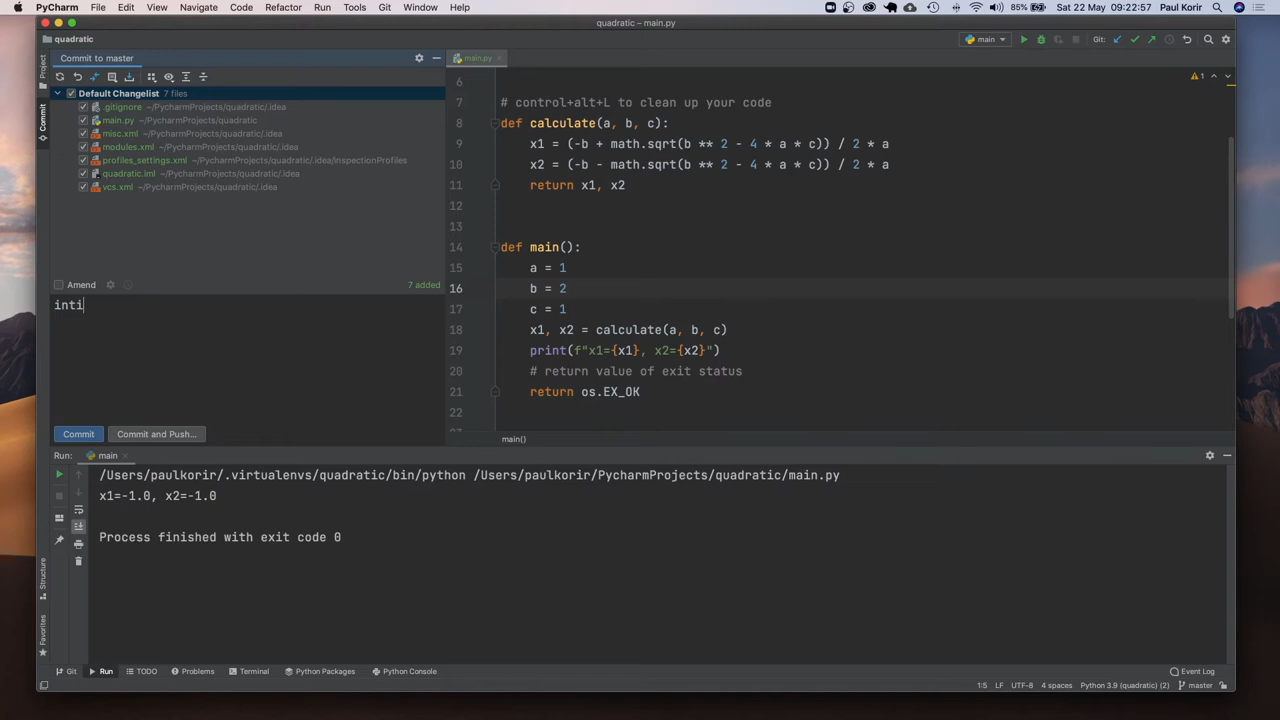 PyCharm File Edit View Navigate Code Refactor Run Tools Git Window Help 85% Sat 22 May 09:22:57 Paul Korir
quadratic – main.py
quadratic main Git:
Commit to master
main.py
Default Changelist 7 files
.gitignore ~/PycharmProjects/quadratic/.idea
main.py ~/PycharmProjects/quadratic
misc.xml ~/PycharmProjects/quadratic/.idea
modules.xml ~/PycharmProjects/quadratic/.idea
profiles_settings.xml ~/PycharmProjects/quadratic/.idea/inspectionProfiles
quadratic.iml ~/PycharmProjects/quadratic/.idea
vcs.xml ~/PycharmProjects/quadratic/.idea
Amend 7 added
inti
Commit Commit and Push...
Project
Commit
6 1
7 # control+alt+L to clean up your code
8 def calculate(a, b, c):
9 x1 = (-b + math.sqrt(b ** 2 - 4 * a * c)) / 2 * a
10 x2 = (-b - math.sqrt(b ** 2 - 4 * a * c)) / 2 * a
11 return x1, x2
12
13
14 def main():
15 a = 1
16 b = 2
17 c = 1
18 x1, x2 = calculate(a, b, c)
19 print(f"x1={x1}, x2={x2}")
20 # return value of exit status
21 return os.EX_OK
22
main()
Run: main
/Users/paulkorir/.virtualenvs/quadratic/bin/python /Users/paulkorir/PycharmProjects/quadratic/main.py
x1=-1.0, x2=-1.0
Process finished with exit code 0
Structure
Favorites
Git Run TODO Problems Terminal Python Packages Python Console Event Log
1:5 LF UTF-8 4 spaces Python 3.9 (quadratic) (2) master